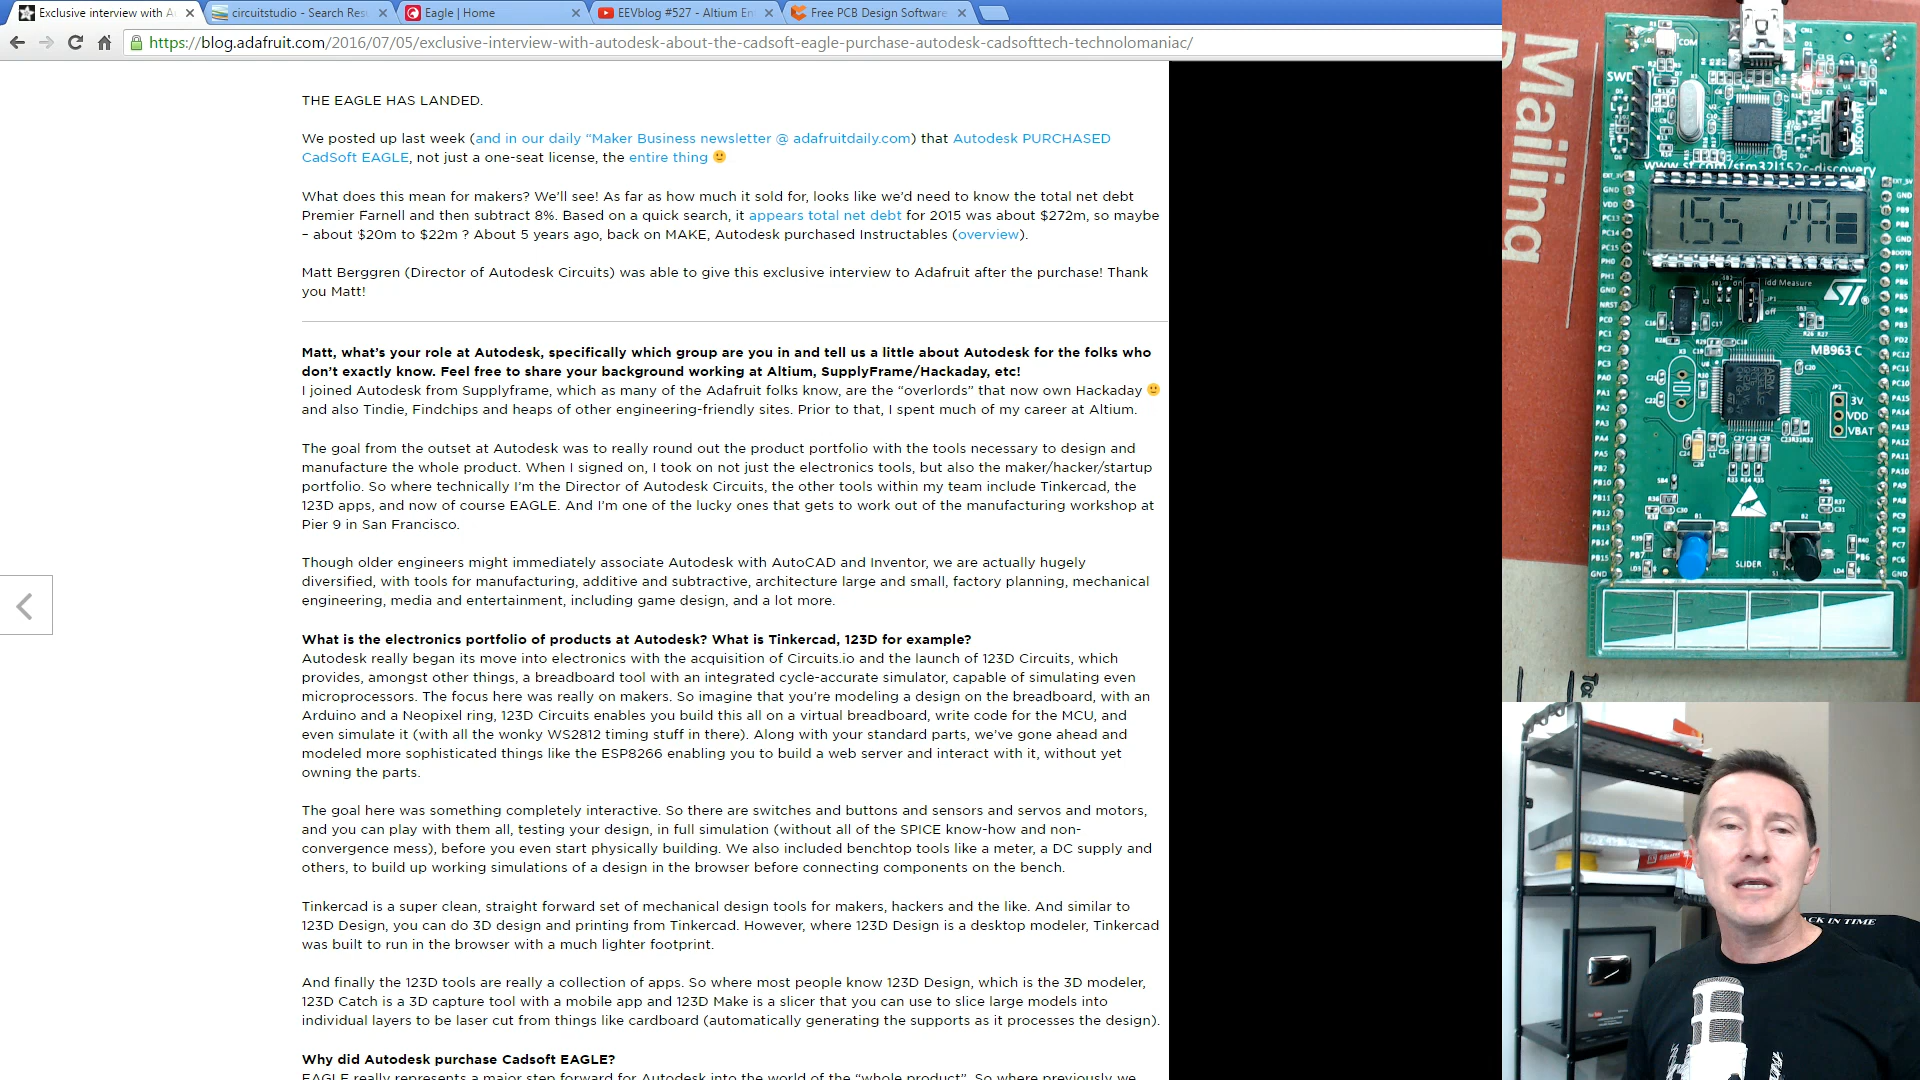 Exclusive interview with A
circuitstudio - Search Res
Eagle | Home
EEVblog #527 - Altium En
Free PCB Design Software
https://blog.adafruit.com/2016/07/05/exclusive-interview-with-autodesk-about-the-cadsoft-eagle-purchase-autodesk-cadsofttech-technolomaniac/
THE EAGLE HAS LANDED.
We posted up last week (and in our daily “Maker Business newsletter @ adafruitdaily.com) that Autodesk PURCHASED
CadSoft EAGLE, not just a one-seat license, the entire thing 🙂
What does this mean for makers? We’ll see! As far as how much it sold for, looks like we’d need to know the total net debt
Premier Farnell and then subtract 8%. Based on a quick search, it appears total net debt for 2015 was about $272m, so maybe
– about $20m to $22m ? About 5 years ago, back on MAKE, Autodesk purchased Instructables (overview).
Matt Berggren (Director of Autodesk Circuits) was able to give this exclusive interview to Adafruit after the purchase! Thank
you Matt!
Matt, what’s your role at Autodesk, specifically which group are you in and tell us a little about Autodesk for the folks who
don’t exactly know. Feel free to share your background working at Altium, SupplyFrame/Hackaday, etc!
I joined Autodesk from Supplyframe, which as many of the Adafruit folks know, are the “overlords” that now own Hackaday 🙂
and also Tindie, Findchips and heaps of other engineering-friendly sites. Prior to that, I spent much of my career at Altium.
The goal from the outset at Autodesk was to really round out the product portfolio with the tools necessary to design and
manufacture the whole product. When I signed on, I took on not just the electronics tools, but also the maker/hacker/startup
portfolio. So where technically I’m the Director of Autodesk Circuits, the other tools within my team include Tinkercad, the
123D apps, and now of course EAGLE. And I’m one of the lucky ones that gets to work out of the manufacturing workshop at
Pier 9 in San Francisco.
Though older engineers might immediately associate Autodesk with AutoCAD and Inventor, we are actually hugely
diversified, with tools for manufacturing, additive and subtractive, architecture large and small, factory planning, mechanical
engineering, media and entertainment, including game design, and a lot more.
What is the electronics portfolio of products at Autodesk? What is Tinkercad, 123D for example?
Autodesk really began its move into electronics with the acquisition of Circuits.io and the launch of 123D Circuits, which
provides, amongst other things, a breadboard tool with an integrated cycle-accurate simulator, capable of simulating even
microprocessors. The focus here was really on makers. So imagine that you’re modeling a design on the breadboard, with an
Arduino and a Neopixel ring, 123D Circuits enables you build this all on a virtual breadboard, write code for the MCU, and
even simulate it (with all the wonky WS2812 timing stuff in there). Along with your standard parts, we’ve gone ahead and
modeled more sophisticated things like the ESP8266 enabling you to build a web server and interact with it, without yet
owning the parts.
The goal here was something completely interactive. So there are switches and buttons and sensors and servos and motors,
and you can play with them all, testing your design, in full simulation (without all of the SPICE know-how and non-
convergence mess), before you even start physically building. We also included benchtop tools like a meter, a DC supply and
others, to build up working simulations of a design in the browser before connecting components on the bench.
Tinkercad is a super clean, straight forward set of mechanical design tools for makers, hackers and the like. And similar to
123D Design, you can do 3D design and printing from Tinkercad. However, where 123D Design is a desktop modeler, Tinkercad
was built to run in the browser with a much lighter footprint.
And finally the 123D tools are really a collection of apps. So where most people know 123D Design, which is the 3D modeler,
123D Catch is a 3D capture tool with a mobile app and 123D Make is a slicer that you can use to slice large models into
individual layers to be laser cut from things like cardboard (automatically generating the supports as it processes the design).
Why did Autodesk purchase Cadsoft EAGLE?
EAGLE really represents a major step forward for Autodesk into the world of the “whole product”. So where previously we
Mailing
COM
SWD
ST-LINK
DISCOVERY
www.st.com/stm32l152c-discovery
1.55 µA
Idd Measure
MB963 C
3V
VDD
VBAT
SLIDER
To:
CK IN TIME